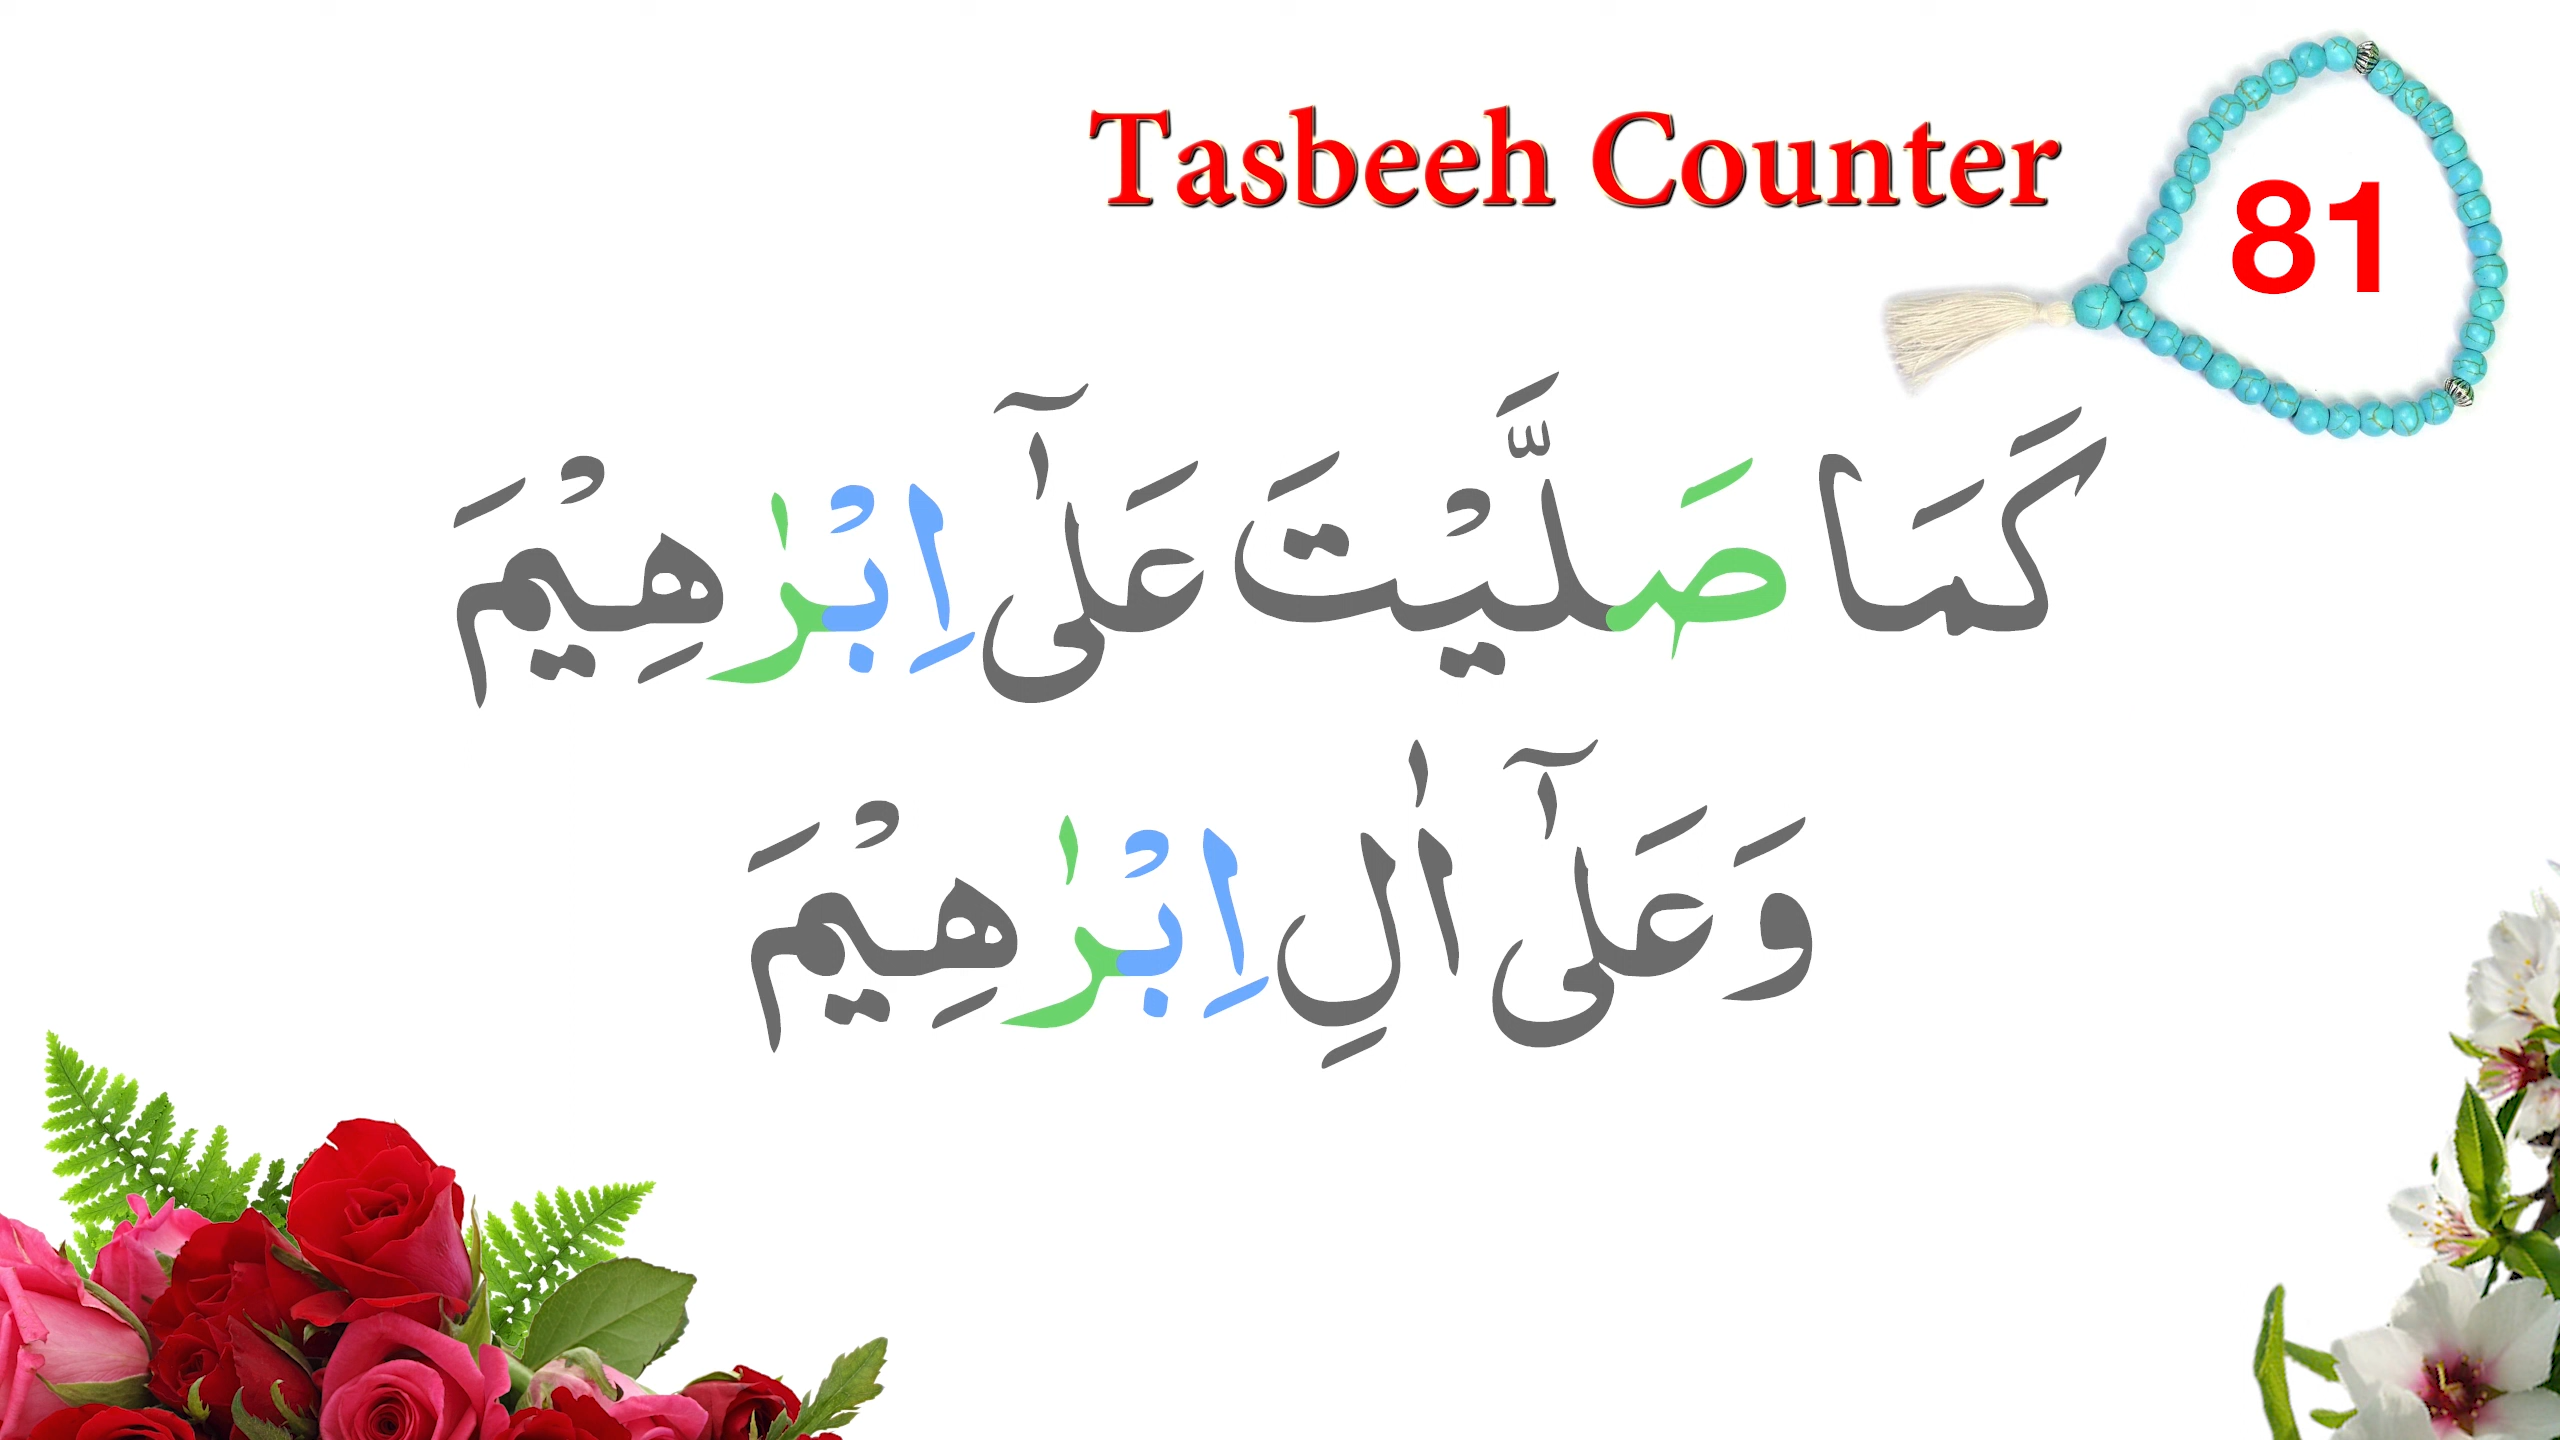 Tasbeeh Counter
81
كَمَا صَلَّيْتَ عَلٰٓى اِبْرٰهِيْمَ
وَعَلٰٓى اٰلِ اِبْرٰهِيْمَ